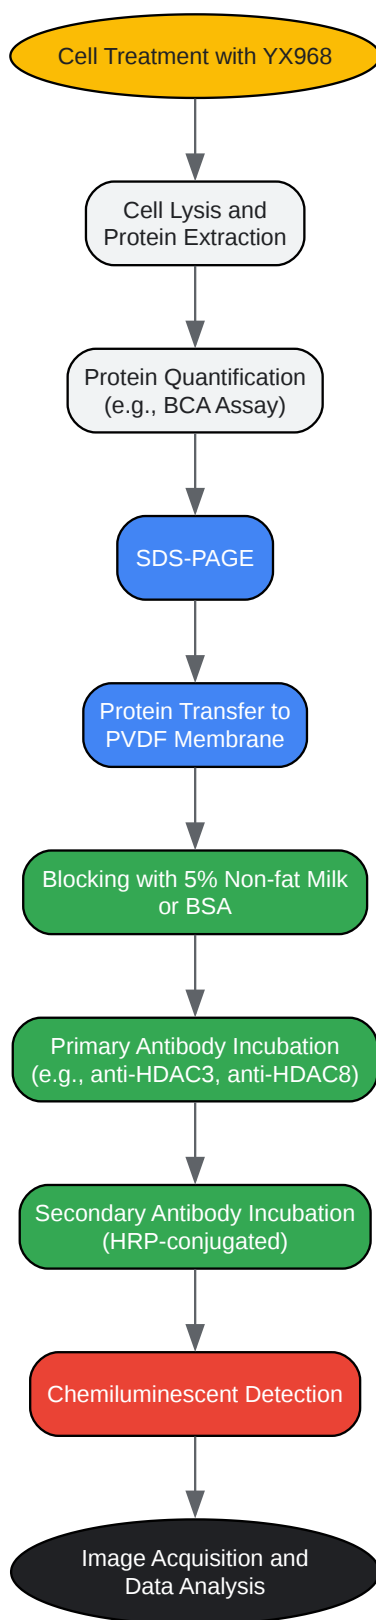 Cell Treatment with YX968
Cell Lysis and
Protein Extraction
Protein Quantification
(e.g., BCA Assay)
SDS-PAGE
Protein Transfer to
PVDF Membrane
Blocking with 5% Non-fat Milk
or BSA
Primary Antibody Incubation
(e.g., anti-HDAC3, anti-HDAC8)
Secondary Antibody Incubation
(HRP-conjugated)
Chemiluminescent Detection
Image Acquisition and
Data Analysis